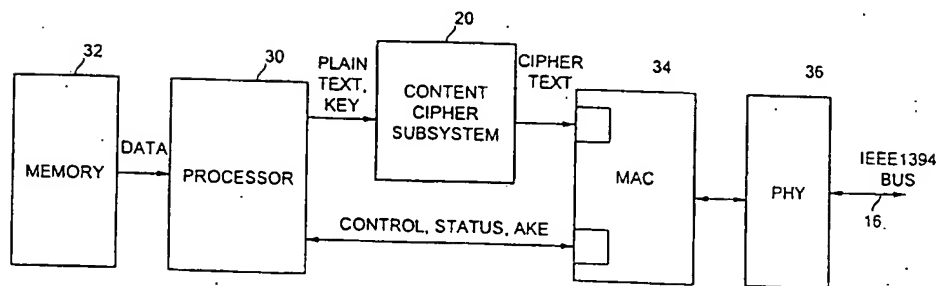 20
32
30
PLAIN
TEXT,
KEY
CIPHER
TEXT
34
36
CONTENT
CIPHER
SUBSYSTEM
DATA
MEMORY
PROCESSOR
MAC
PHY
IEEE1394
BUS
16
CONTROL, STATUS, AKE